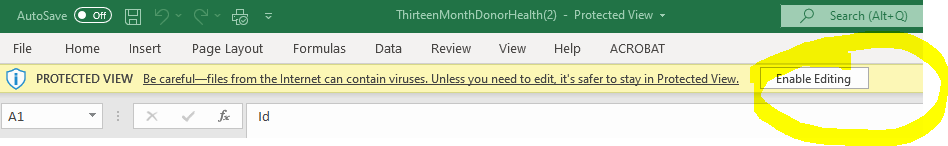 AutoSave Off ThirteenMonthDonorHealth(2) - Protected View Search (Alt+Q)
File Home Insert Page Layout Formulas Data Review View Help ACROBAT
PROTECTED VIEW Be careful—files from the Internet can contain viruses. Unless you need to edit, it's safer to stay in Protected View. Enable Editing
A1 fx Id